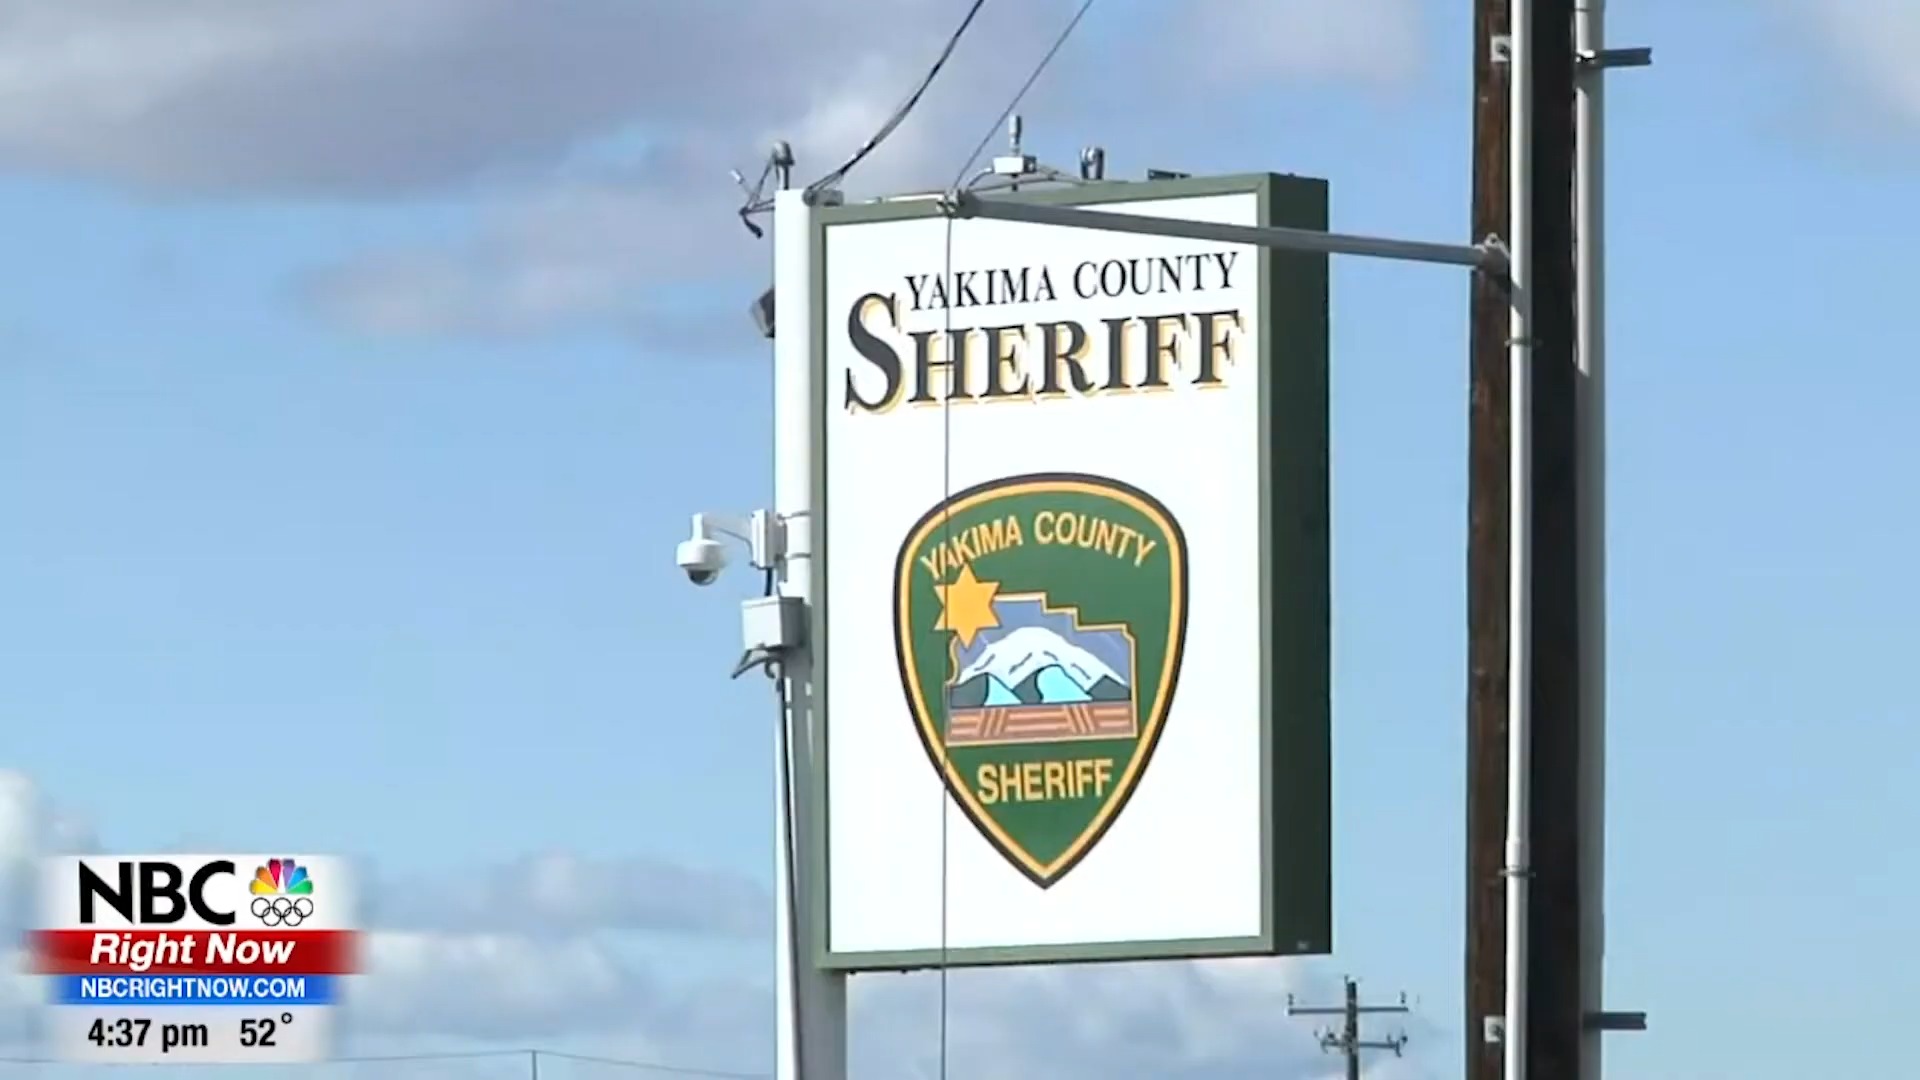 YAKIMA COUNTY
SHERIFF
YAKIMA COUNTY
SHERIFF
NBC
Right Now
NBCRIGHTNOW.COM
4:37 pm 52°